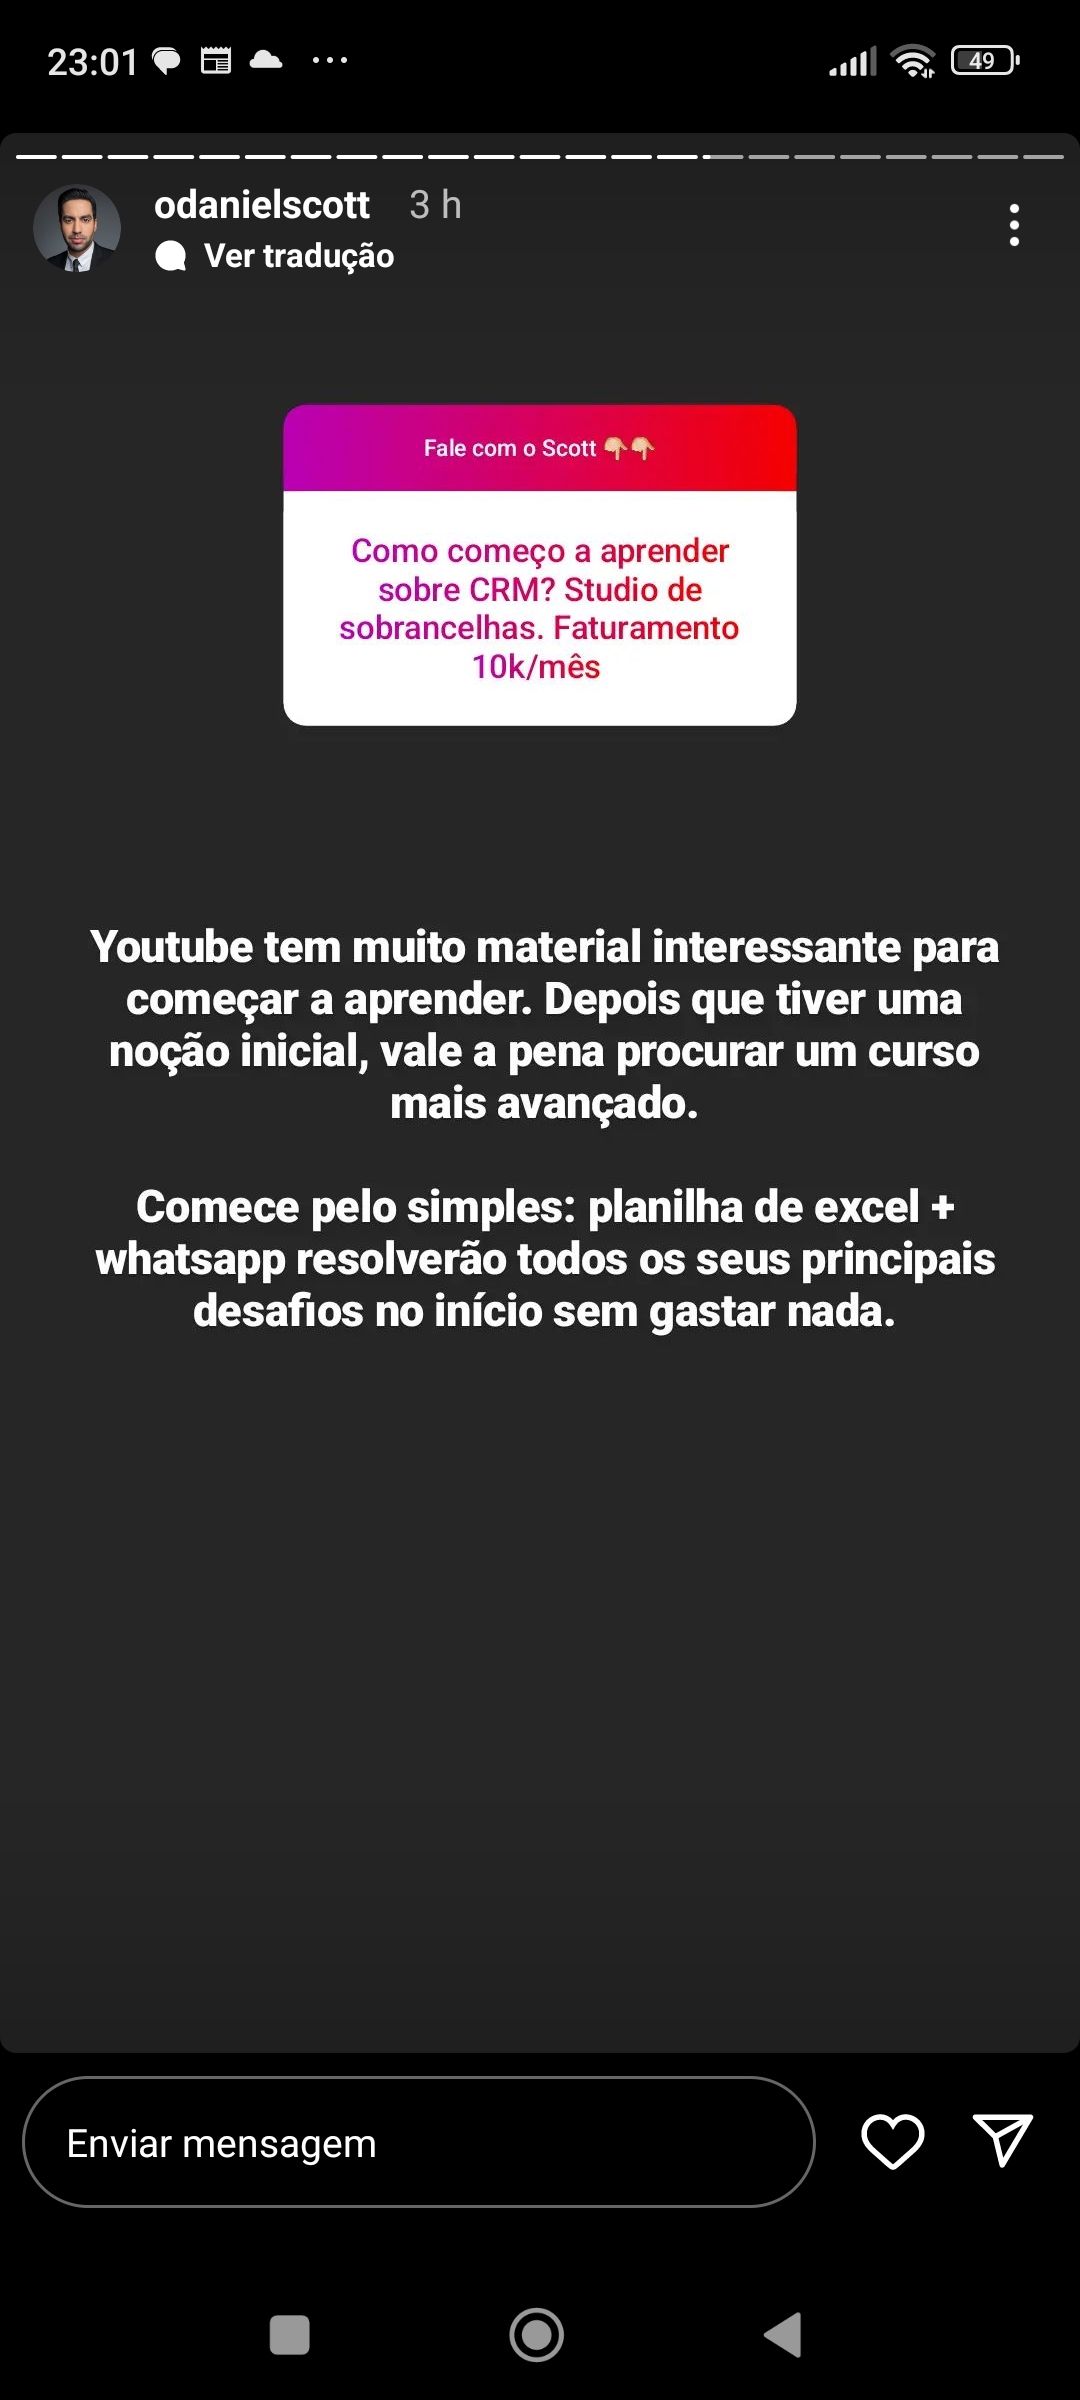 23:01
49
odanielscott 3 h
Ver tradução
Fale com o Scott 👇🏼👇🏼
Como começo a aprender
sobre CRM? Studio de
sobrancelhas. Faturamento
10k/mês
Youtube tem muito material interessante para
começar a aprender. Depois que tiver uma
noção inicial, vale a pena procurar um curso
mais avançado.
Comece pelo simples: planilha de excel +
whatsapp resolverão todos os seus principais
desafios no início sem gastar nada.
Enviar mensagem